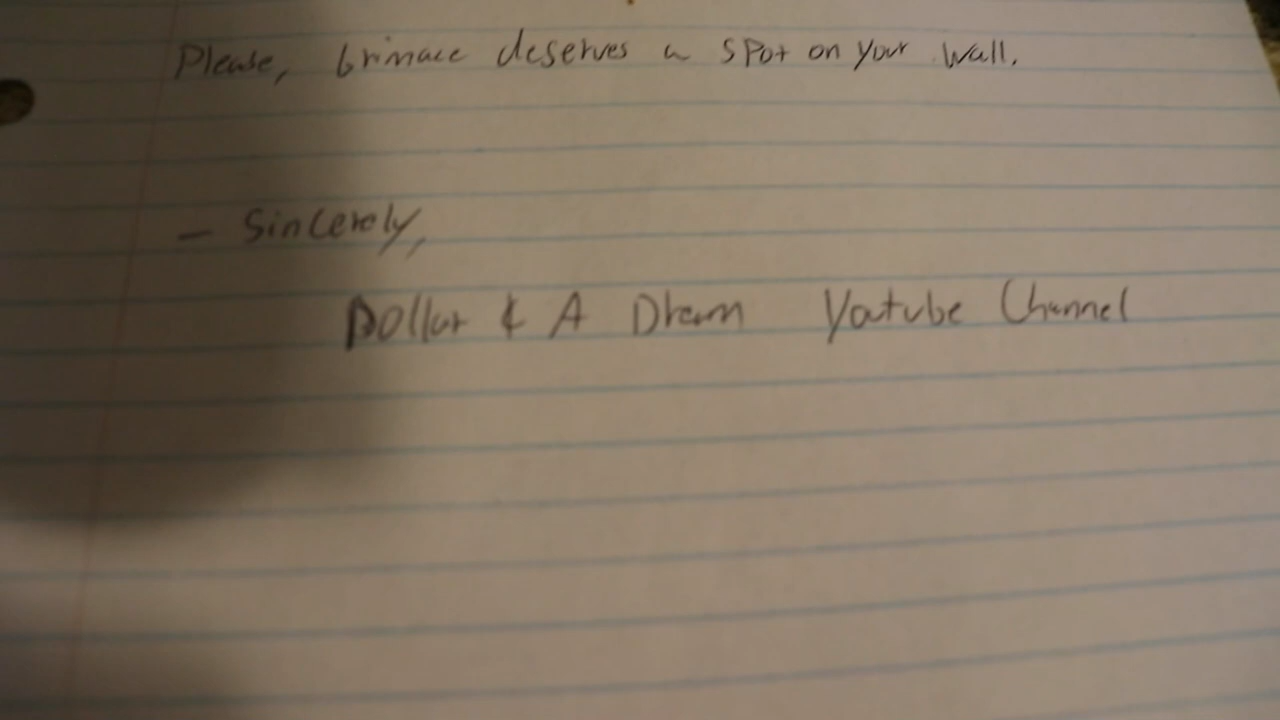 Please, Grimace deserves a spot on your wall.
- Sincerely,
Dollar & A Dream Youtube Channel